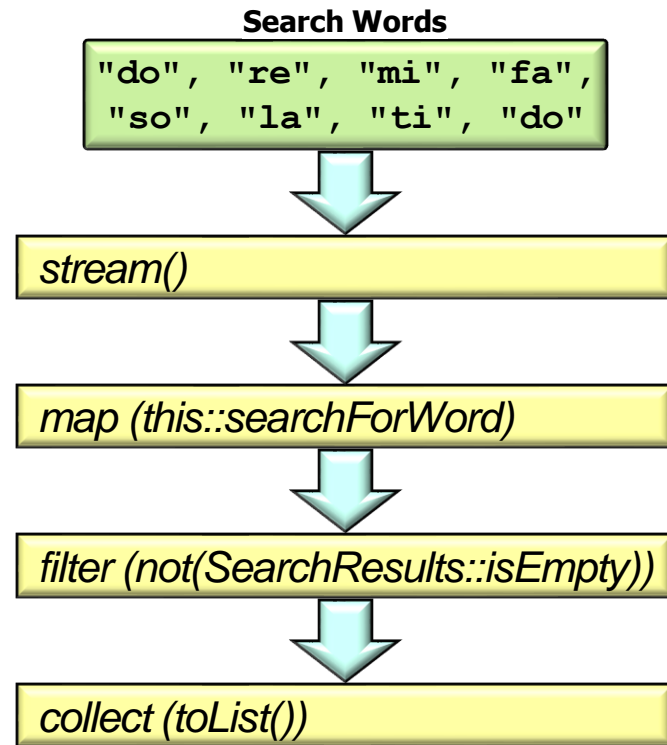 Search Words
"do", "re", "mi", "fa",
"so", "la", "ti", "do"
stream()
map (this::searchForWord)
filter (not(SearchResults::isEmpty))
collect (toList())